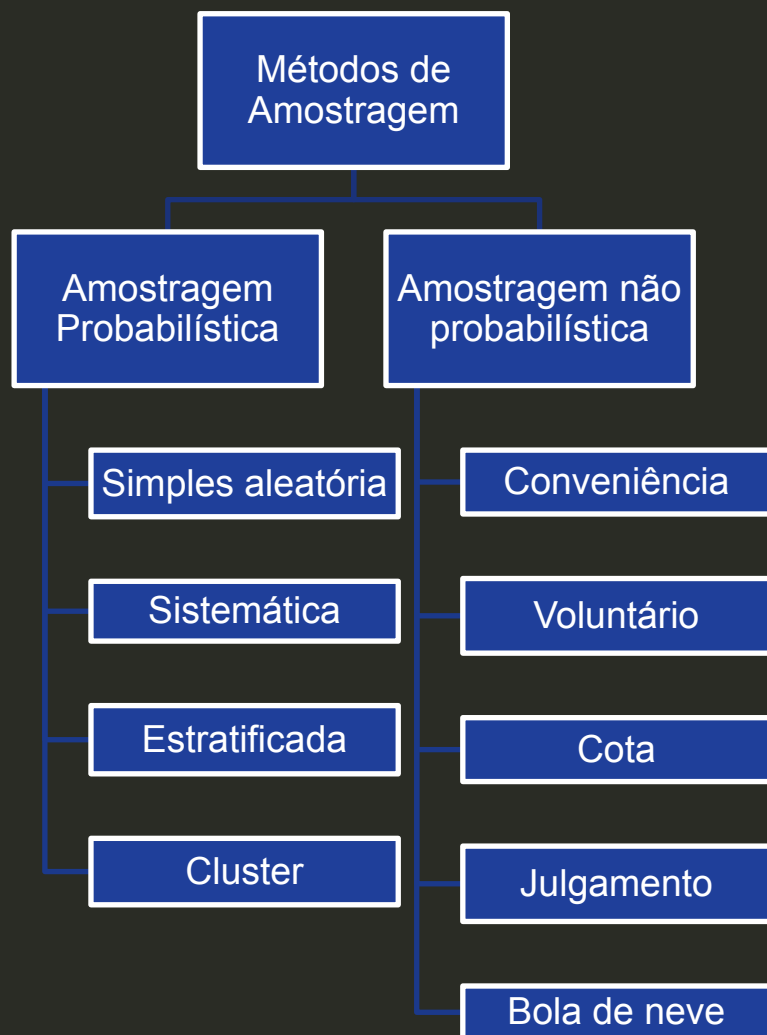 Métodos de
Amostragem
Amostragem
Probabilística
Simples aleatória
Sistemática
Estratificada
Cluster
Amostragem não
probabilística
Conveniência
Voluntário
Cota
Julgamento
Bola de neve